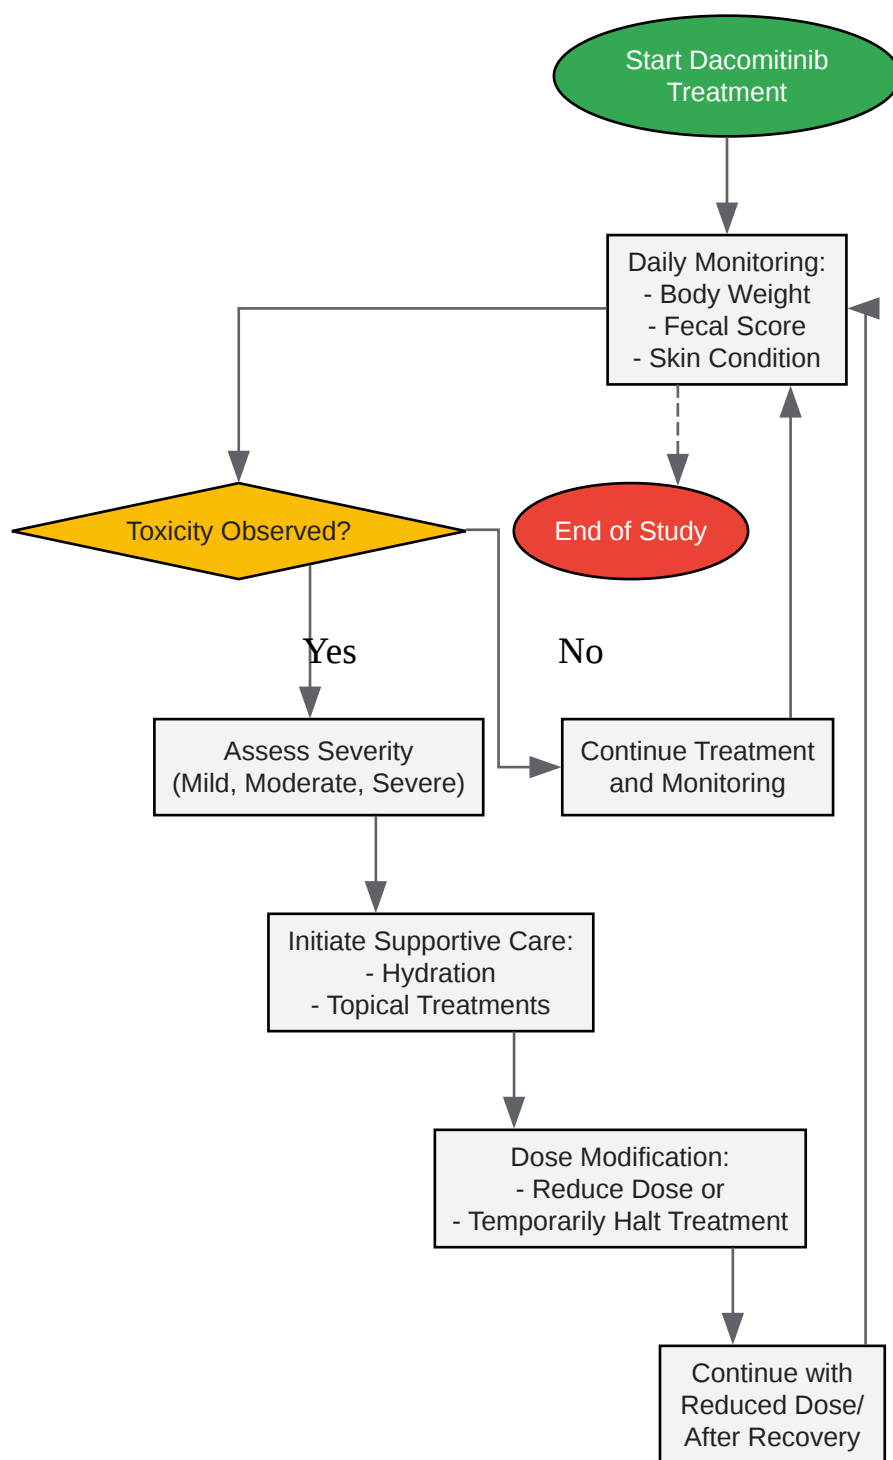 Start Dacomitinib
Treatment
Daily Monitoring:
- Body Weight
- Fecal Score
- Skin Condition
Toxicity Observed?
End of Study
Yes
No
Assess Severity
(Mild, Moderate, Severe)
Continue Treatment
and Monitoring
Initiate Supportive Care:
- Hydration
- Topical Treatments
Dose Modification:
- Reduce Dose or
- Temporarily Halt Treatment
Continue with
Reduced Dose/
After Recovery